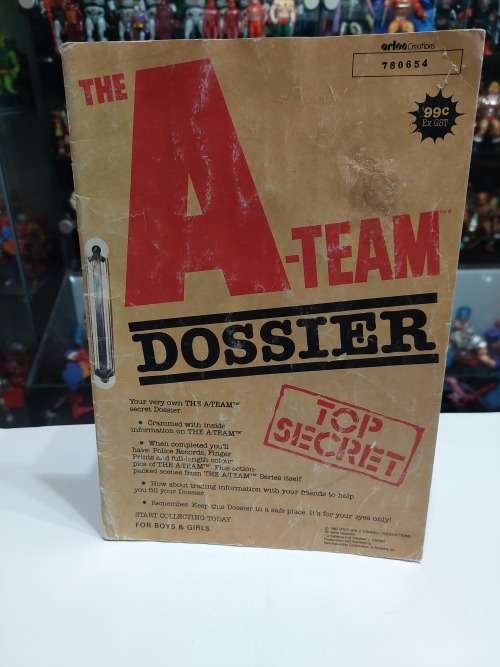 artos Creations
780654
99c
Ex GST
THE
A
-TEAM™
DOSSIER
TOP
SECRET
Your very own THE A-TEAM™
secret Dossier.
• Crammed with inside
information on THE A-TEAM™
• When completed you'll
have Police Records, Finger
Prints and full-length colour
pics of THE A-TEAM™. Plus action-
packed scenes from THE A-TEAM™ Series itself.
• How about trading information with your friends to help
you fill your Dossier.
• Remember Keep this Dossier in a safe place. It's for your eyes only!
START COLLECTING TODAY
FOR BOYS & GIRLS